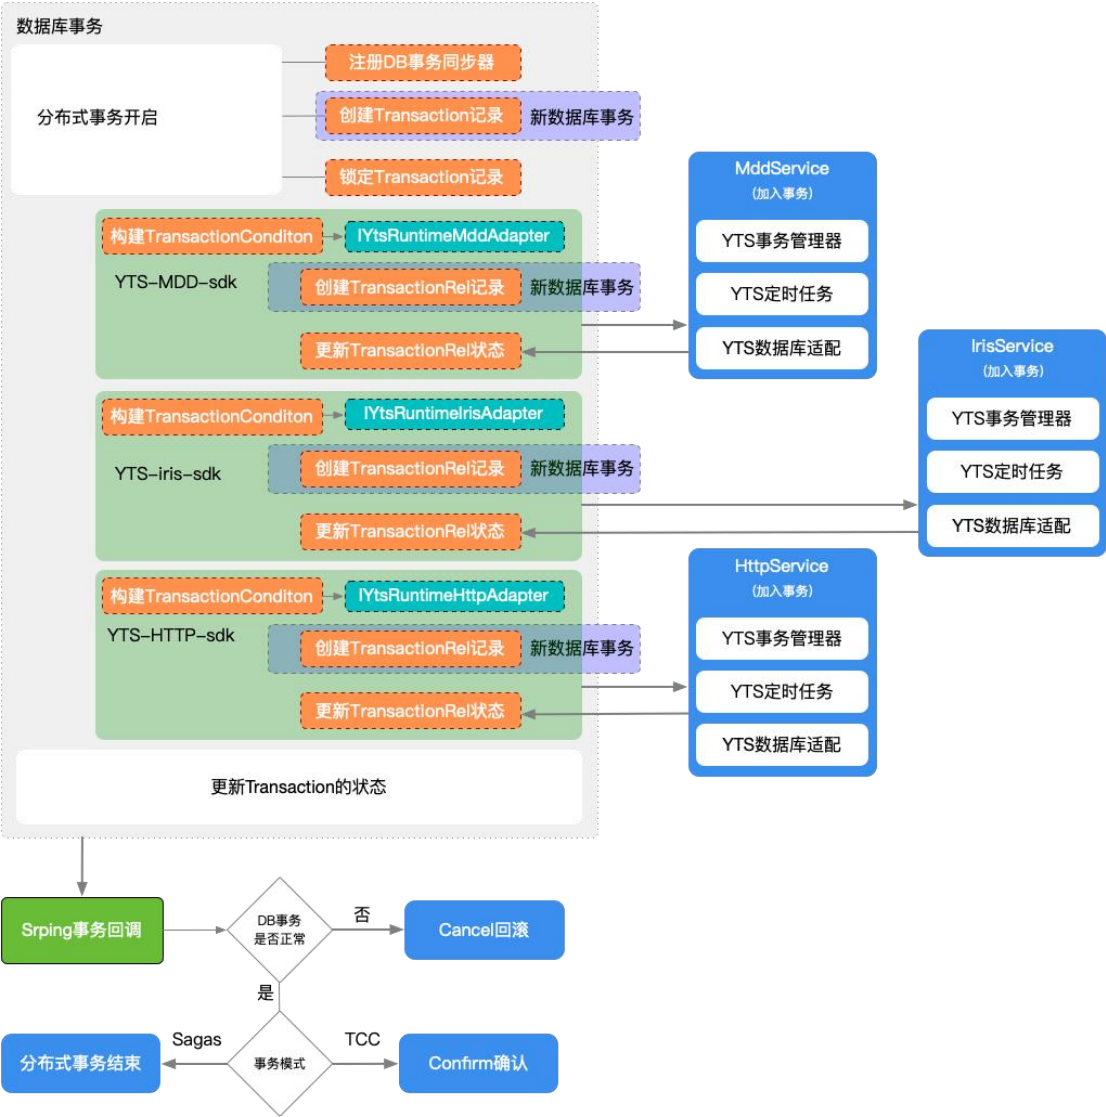 数据库事务
注册DB事务同步器
分布式事务开启
创建Transaction记录
新数据库事务
锁定Transaction记录
构建TransactionConditon
IYtsRuntimeMddAdapter
YTS-MDD-sdk
创建TransactionRel记录
新数据库事务
更新TransactionRel状态
MddService
(加入事务)
YTS事务管理器
YTS定时任务
YTS数据库适配
构建TransactionConditon
IYtsRuntimeIrisAdapter
YTS-iris-sdk
创建TransactionRel记录
新数据库事务
更新TransactionRel状态
IrisService
(加入事务)
YTS事务管理器
YTS定时任务
YTS数据库适配
构建TransactionConditon
IYtsRuntimeHttpAdapter
YTS-HTTP-sdk
创建TransactionRel记录
新数据库事务
更新TransactionRel状态
HttpService
(加入事务)
YTS事务管理器
YTS定时任务
YTS数据库适配
更新Transaction的状态
Srping事务回调
DB事务
是否正常
否
Cancel回滚
是
Sagas
TCC
分布式事务结束
事务模式
Confirm确认